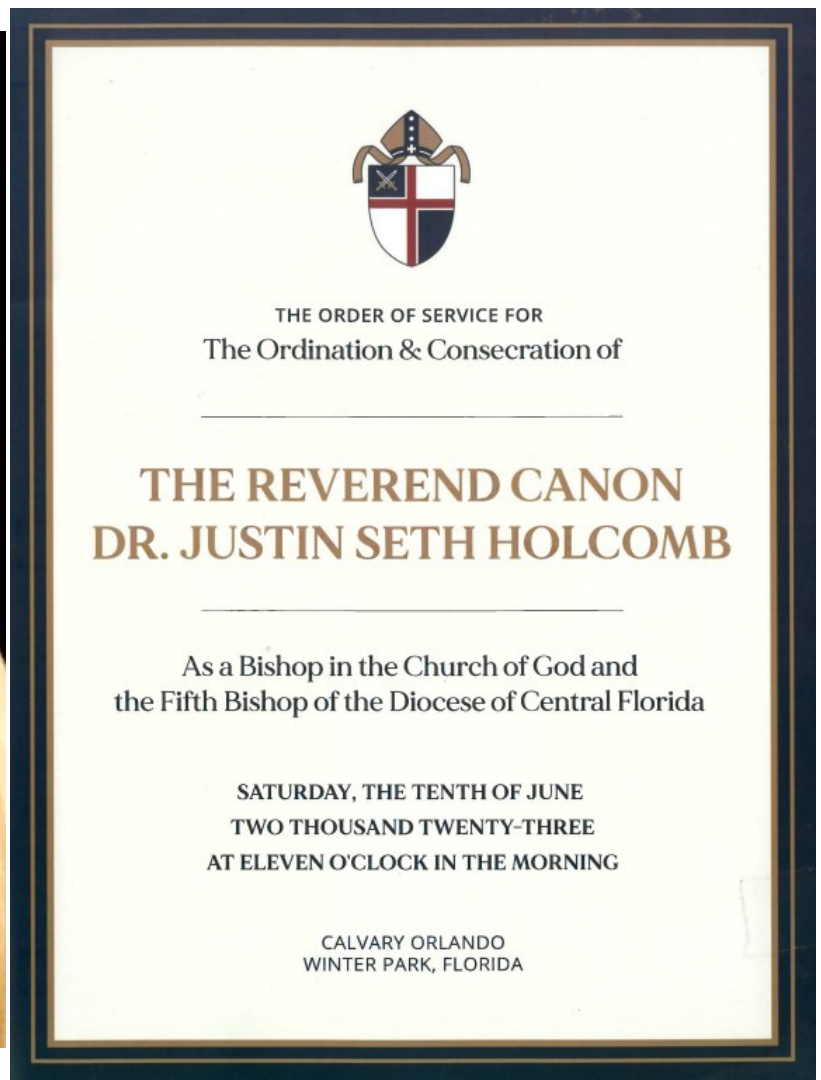 THE ORDER OF SERVICE FOR
The Ordination & Consecration of
THE REVEREND CANON
DR. JUSTIN SETH HOLCOMB
As a Bishop in the Church of God and
the Fifth Bishop of the Diocese of Central Florida
SATURDAY, THE TENTH OF JUNE
TWO THOUSAND TWENTY-THREE
AT ELEVEN O'CLOCK IN THE MORNING
CALVARY ORLANDO
WINTER PARK, FLORIDA